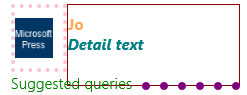 Microsoft
Press
Jo
Detail text
Suggested queries